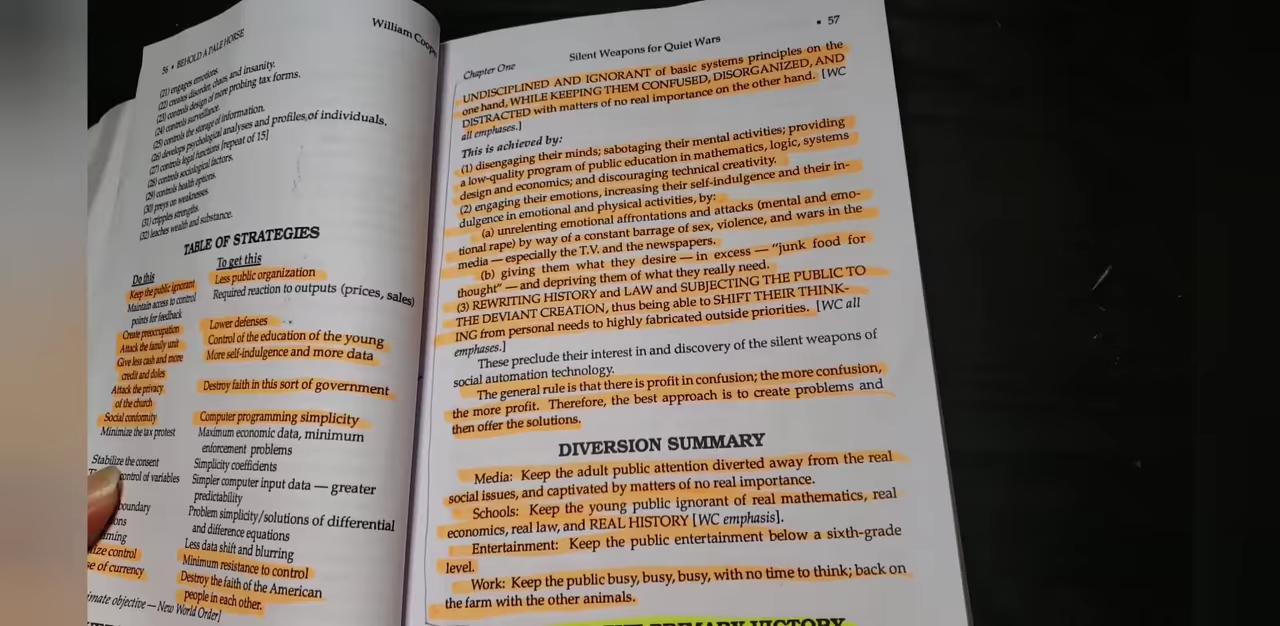 56 • BEHOLD A PALE HORSE
William Coope
(21) engages emotions.
(22) creates disorder, chaos, and insanity.
(23) controls design of more probing tax forms.
(24) controls surveillance.
(25) controls the storage of information.
(26) develops psychological analyses and profiles of individuals.
(27) controls legal functions [repeat of 15]
(28) controls sociological factors.
(29) controls health options.
(30) preys on weaknesses.
(31) cripples strengths.
(32) leaches wealth and substance.
TABLE OF STRATEGIES
Do this To get this
Keep the public ignorant Less public organization
Maintain access to control Required reaction to outputs (prices, sales)
points for feedback
Create preoccupation Lower defenses
Attack the family unit Control of the education of the young
Give less cash and more More self-indulgence and more data
credit and doles
Attack the privacy Destroy faith in this sort of government
of the church
Social conformity Computer programming simplicity
Minimize the tax protest Maximum economic data, minimum
enforcement problems
Stabilize the consent Simplicity coefficients
control of variables Simpler computer input data — greater
predictability
oundary Problem simplicity/solutions of differential
ons and difference equations
aming Less data shift and blurring
ize control Minimum resistance to control
se of currency Destroy the faith of the American
people in each other.
imate objective — New World Order]
• 57
Chapter One Silent Weapons for Quiet Wars
UNDISCIPLINED AND IGNORANT of basic systems principles on the
one hand, WHILE KEEPING THEM CONFUSED, DISORGANIZED, AND
DISTRACTED with matters of no real importance on the other hand. [WC
all emphases.]
This is achieved by:
(1) disengaging their minds; sabotaging their mental activities; providing
a low-quality program of public education in mathematics, logic, systems
design and economics; and discouraging technical creativity.
(2) engaging their emotions, increasing their self-indulgence and their in-
dulgence in emotional and physical activities, by:
(a) unrelenting emotional affrontations and attacks (mental and emo-
tional rape) by way of a constant barrage of sex, violence, and wars in the
media — especially the T.V. and the newspapers.
(b) giving them what they desire — in excess — "junk food for
thought" — and depriving them of what they really need.
(3) REWRITING HISTORY and LAW and SUBJECTING THE PUBLIC TO
THE DEVIANT CREATION, thus being able to SHIFT THEIR THINK-
ING from personal needs to highly fabricated outside priorities. [WC all
emphases.]
These preclude their interest in and discovery of the silent weapons of
social automation technology.
The general rule is that there is profit in confusion; the more confusion,
the more profit. Therefore, the best approach is to create problems and
then offer the solutions.
DIVERSION SUMMARY
Media: Keep the adult public attention diverted away from the real
social issues, and captivated by matters of no real importance.
Schools: Keep the young public ignorant of real mathematics, real
economics, real law, and REAL HISTORY [WC emphasis].
Entertainment: Keep the public entertainment below a sixth-grade
level.
Work: Keep the public busy, busy, busy, with no time to think; back on
the farm with the other animals.
PRIMARY VICTORY